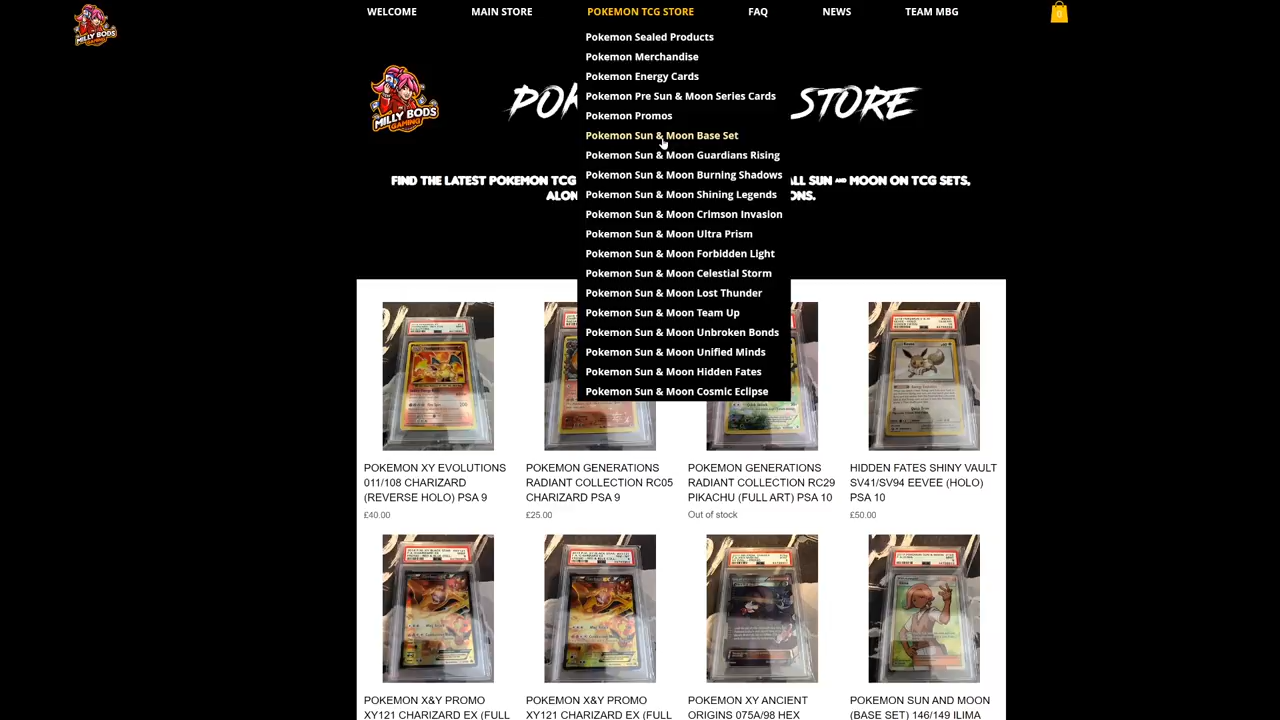 WELCOME MAIN STORE POKEMON TCG STORE FAQ NEWS TEAM MBG 0
MILLY BODS
GAMING
Pokemon Sealed Products
Pokemon Merchandise
Pokemon Energy Cards
Pokemon Pre Sun & Moon Series Cards
Pokemon Promos
Pokemon Sun & Moon Base Set
Pokemon Sun & Moon Guardians Rising
Pokemon Sun & Moon Burning Shadows
Pokemon Sun & Moon Shining Legends
Pokemon Sun & Moon Crimson Invasion
Pokemon Sun & Moon Ultra Prism
Pokemon Sun & Moon Forbidden Light
Pokemon Sun & Moon Celestial Storm
Pokemon Sun & Moon Lost Thunder
Pokemon Sun & Moon Team Up
Pokemon Sun & Moon Unbroken Bonds
Pokemon Sun & Moon Unified Minds
Pokemon Sun & Moon Hidden Fates
Pokemon Sun & Moon Cosmic Eclipse
MILLY BODS
GAMING
POK STORE
FIND THE LATEST POKEMON TCG ALL SUN AND MOON ON TCG SETS,
ALON NS.
POKEMON XY EVOLUTIONS
011/108 CHARIZARD
(REVERSE HOLO) PSA 9
£40.00
POKEMON GENERATIONS
RADIANT COLLECTION RC05
CHARIZARD PSA 9
£25.00
POKEMON GENERATIONS
RADIANT COLLECTION RC29
PIKACHU (FULL ART) PSA 10
Out of stock
HIDDEN FATES SHINY VAULT
SV41/SV94 EEVEE (HOLO)
PSA 10
£50.00
POKEMON X&Y PROMO
XY121 CHARIZARD EX (FULL
POKEMON X&Y PROMO
XY121 CHARIZARD EX (FULL
POKEMON XY ANCIENT
ORIGINS 075A/98 HEX
POKEMON SUN AND MOON
(BASE SET) 146/149 ILIMA